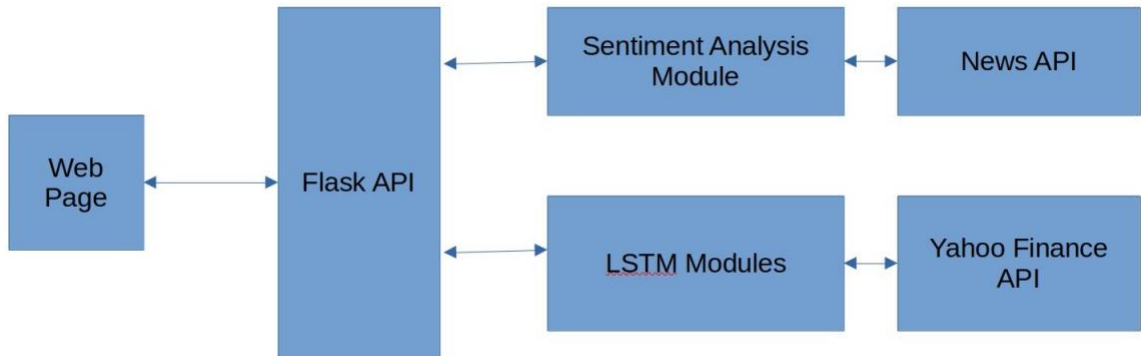 Web
Page
Flask API
Sentiment Analysis
Module
News API
LSTM Modules
Yahoo Finance
API